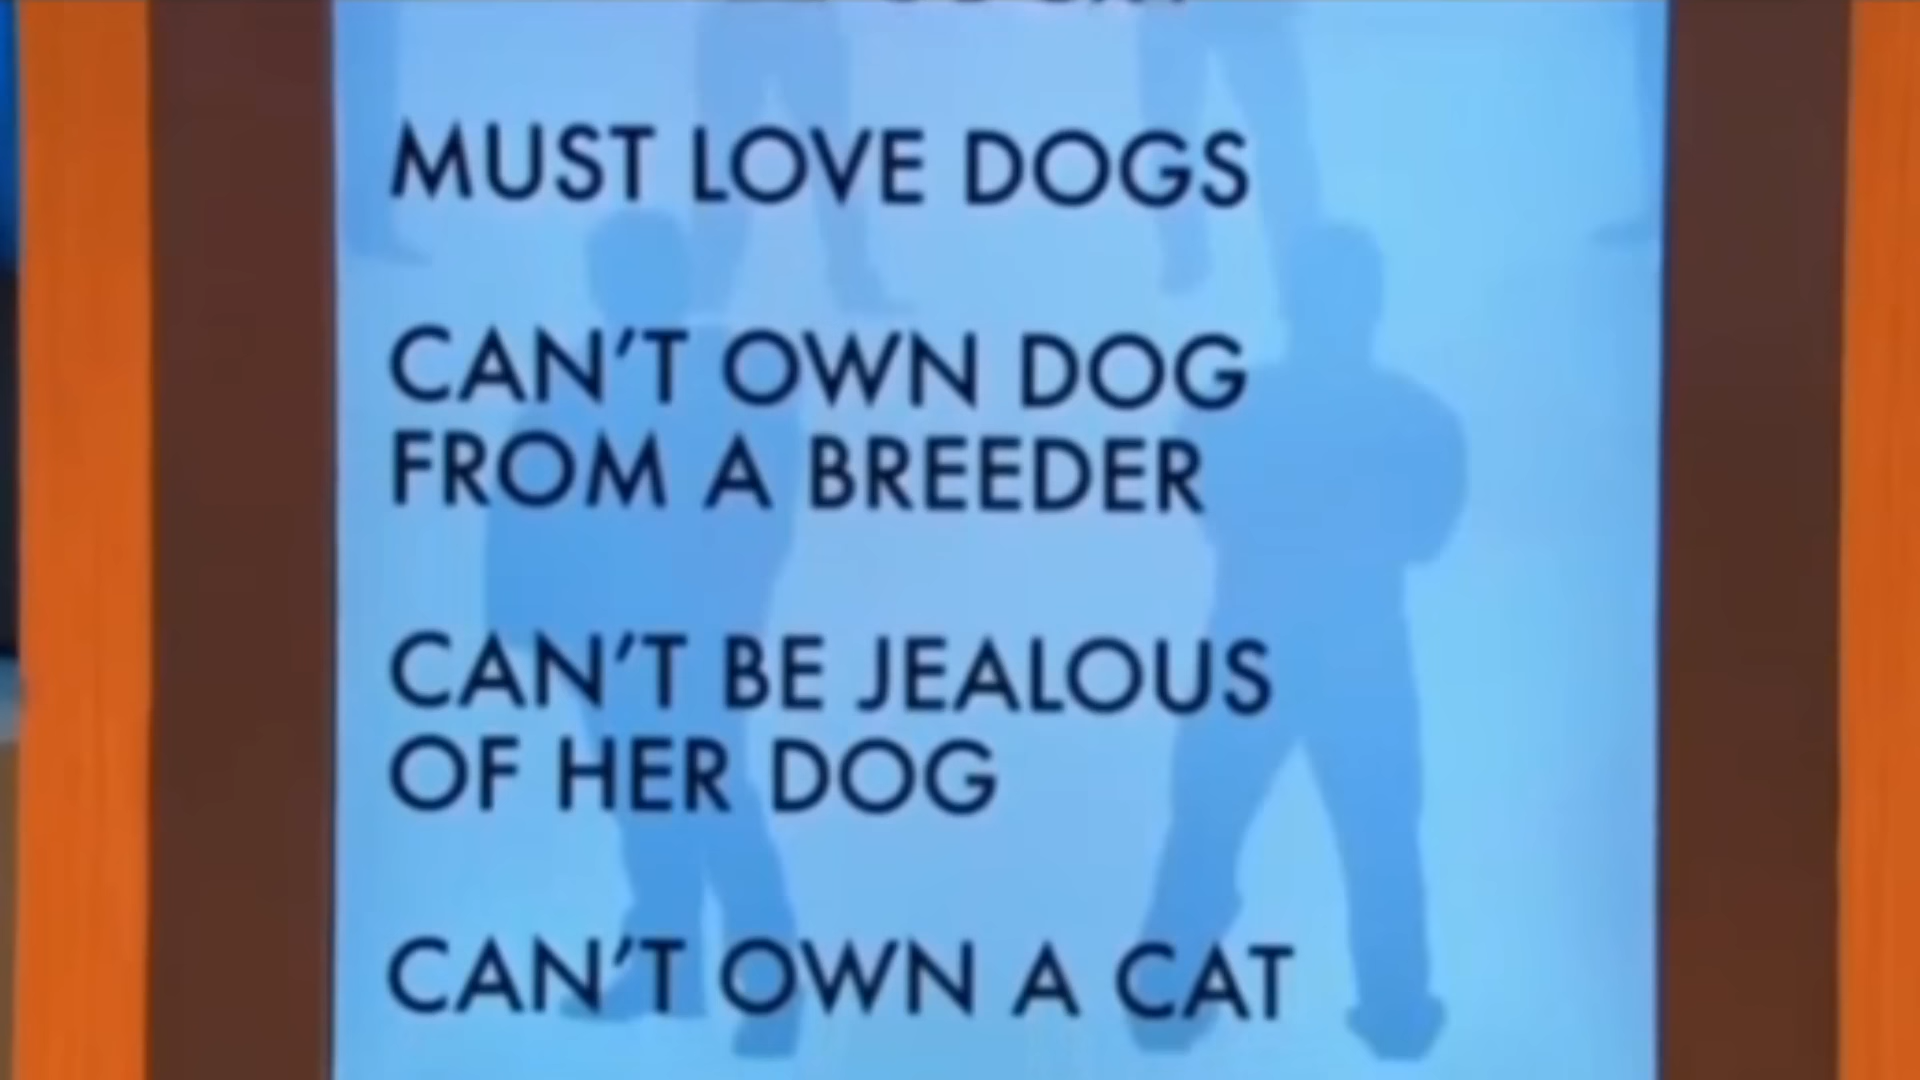 MUST LOVE DOGS
CAN'T OWN DOG
FROM A BREEDER
CAN'T BE JEALOUS
OF HER DOG
CAN'T OWN A CAT